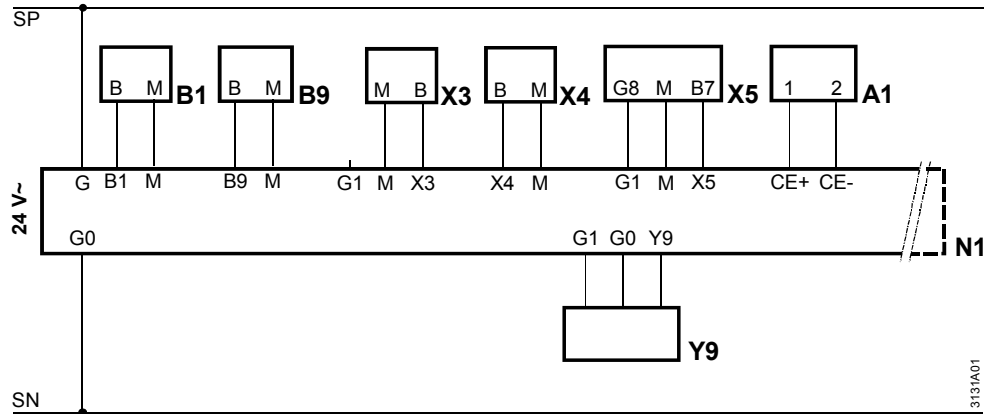 SP
B M B1
B M B9
M B X3
B M X4
G8 M B7 X5
1 2 A1
24 V~
G B1 M B9 M G1 M X3 X4 M G1 M X5 CE+ CE-
G0 G1 G0 Y9
N1
Y9
SN
3131A01